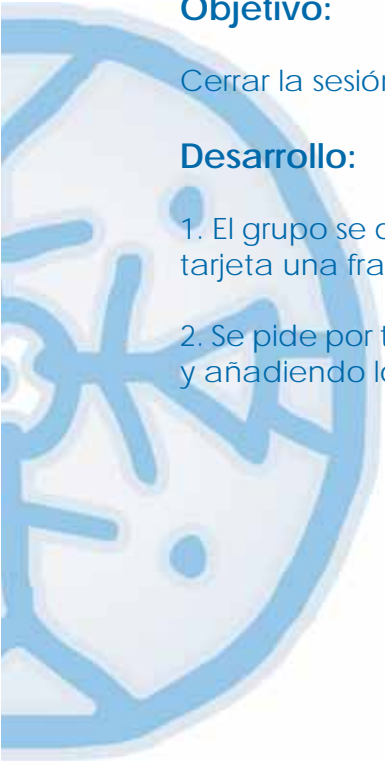 Objetivo:
Cerrar la sesión
Desarrollo:
1. El grupo se
tarjeta una
2. Se pide por
y añadiendo